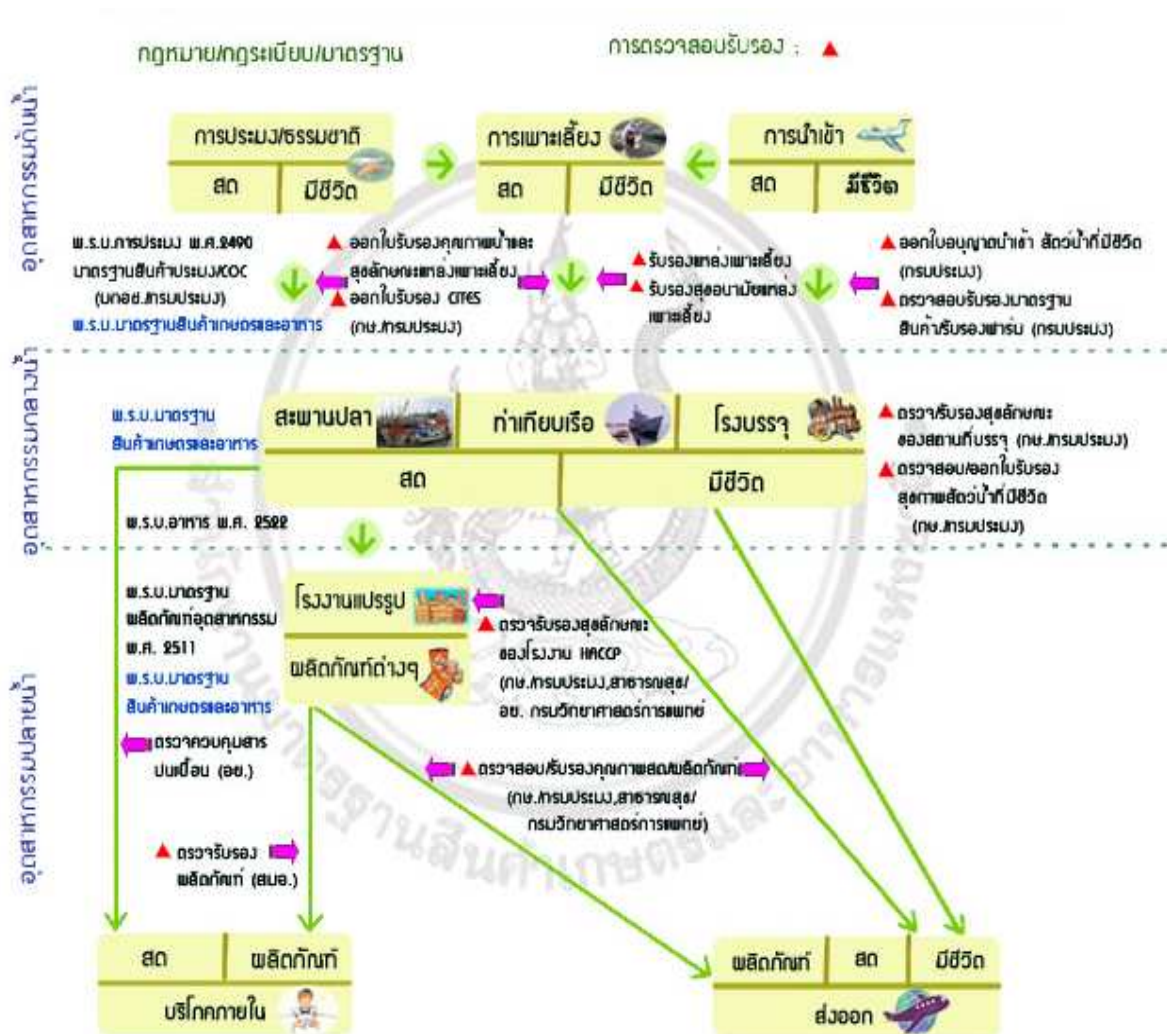 กฎหมาย/กฎระเบียบ/มาตรฐาน
การตรวจสอบรับรอง :
อุตสาหกรรมต้นน้ำ
การประมง/ธรรมชาติ
สด
มีชีวิต
การเพาะเลี้ยง
สด
มีชีวิต
การนำเข้า
สด
มีชีวิต
พ.ร.บ.การประมง พ.ศ.2490
มาตรฐานสินค้าประมง/COC
(มกอช./กรมประมง)
พ.ร.บ.มาตรฐานสินค้าเกษตรและอาหาร
ออกใบรับรองคุณภาพน้ำและ
สุขลักษณะแหล่งเพาะเลี้ยง
ออกใบรับรอง CITES
(กษ./กรมประมง)
รับรองแหล่งเพาะเลี้ยง
รับรองสุขอนามัยแหล่ง
เพาะเลี้ยง
ออกใบอนุญาตนำเข้า สัตว์น้ำที่มีชีวิต
(กรมประมง)
ตรวจสอบรับรองมาตรฐาน
สินค้า/รับรองฟาร์ม (กรมประมง)
อุตสาหกรรมกลางน้ำ
พ.ร.บ.มาตรฐาน
สินค้าเกษตรและอาหาร
สะพานปลา
ท่าเทียบเรือ
โรงบรรจุ
สด
มีชีวิต
ตรวจ/รับรองสุขลักษณะ
ของสถานที่บรรจุ (กษ./กรมประมง)
ตรวจสอบ/ออกใบรับรอง
สุขภาพสัตว์น้ำที่มีชีวิต
(กษ./กรมประมง)
พ.ร.บ.อาหาร พ.ศ. 2522
อุตสาหกรรมปลายน้ำ
พ.ร.บ.มาตรฐาน
ผลิตภัณฑ์อุตสาหกรรม
พ.ศ. 2511
พ.ร.บ.มาตรฐาน
สินค้าเกษตรและอาหาร
โรงงานแปรรูป
ผลิตภัณฑ์ต่างๆ
ตรวจรับรองสุขลักษณะ
ของโรงงาน HACCP
(กษ./กรมประมง,สาธารณสุข/
อย. กรมวิทยาศาสตร์การแพทย์)
ตรวจควบคุมสาร
ปนเปื้อน (อย.)
ตรวจสอบ/รับรองคุณภาพสด/ผลิตภัณฑ์
(กษ./กรมประมง,สาธารณสุข/
กรมวิทยาศาสตร์การแพทย์)
ตรวจรับรอง
ผลิตภัณฑ์ (สมอ.)
สด
ผลิตภัณฑ์
บริโภคภายใน
ผลิตภัณฑ์
สด
มีชีวิต
ส่งออก
สำนักงานมาตรฐานสินค้าเกษตรและอาหารแห่งชาติ